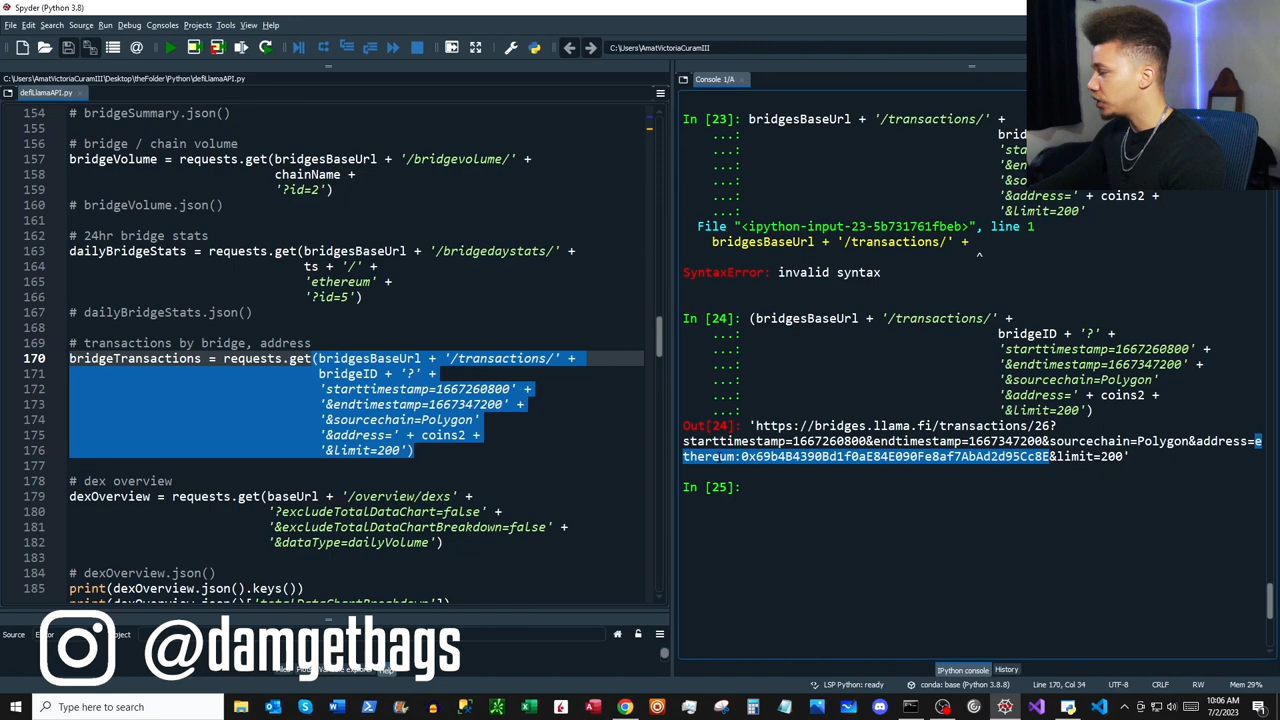 Spyder (Python 3.8)
File Edit Search Source Run Debug Consoles Projects Tools View Help
C:\Users\AmatVictoriaCuramIII
C:\Users\AmatVictoriaCuramIII\Desktop\theFolder\Python\defiLlamaAPI.py
defiLlamaAPI.py
154 # bridgeSummary.json()
155
156 # bridge / chain volume
157 bridgeVolume = requests.get(bridgesBaseUrl + '/bridgevolume/' +
158 chainName +
159 '?id=2')
160 # bridgeVolume.json()
161
162 # 24hr bridge stats
163 dailyBridgeStats = requests.get(bridgesBaseUrl + '/bridgedaystats/' +
164 ts + '/' +
165 'ethereum' +
166 '?id=5')
167 # dailyBridgeStats.json()
168
169 # transactions by bridge, address
170 bridgeTransactions = requests.get(bridgesBaseUrl + '/transactions/' +
171 bridgeID + '?' +
172 'starttimestamp=1667260800' +
173 '&endtimestamp=1667347200' +
174 '&sourcechain=Polygon'
175 '&address=' + coins2 +
176 '&limit=200')
177
178 # dex overview
179 dexOverview = requests.get(baseUrl + '/overview/dexs' +
180 '?excludeTotalDataChart=false' +
181 '&excludeTotalDataChartBreakdown=false' +
182 '&dataType=dailyVolume')
183
184 # dexOverview.json()
185 print(dexOverview.json().keys())
Console 1/A
In [23]: bridgesBaseUrl + '/transactions/' +
...:
...:
...:
...:
...: '&address=' + coins2 +
...: '&limit=200'
File "<ipython-input-23-5b731761fbeb>", line 1
bridgesBaseUrl + '/transactions/' +
^
SyntaxError: invalid syntax
In [24]: (bridgesBaseUrl + '/transactions/' +
...: bridgeID + '?' +
...: 'starttimestamp=1667260800' +
...: '&endtimestamp=1667347200' +
...: '&sourcechain=Polygon'
...: '&address=' + coins2 +
...: '&limit=200')
Out[24]: 'https://bridges.llama.fi/transactions/26?
starttimestamp=1667260800&endtimestamp=1667347200&sourcechain=Polygon&address=e
thereum:0x69b4B4390Bd1f0aE84E090Fe8af7AbAd2d95Cc8E&limit=200'
In [25]:
Source
Help
@damgetbags
IPython console History
LSP Python: ready conda: base (Python 3.8.8) Line 170, Col 34 UTF-8 CRLF RW Mem 29%
Type here to search
10:06 AM
7/2/2023